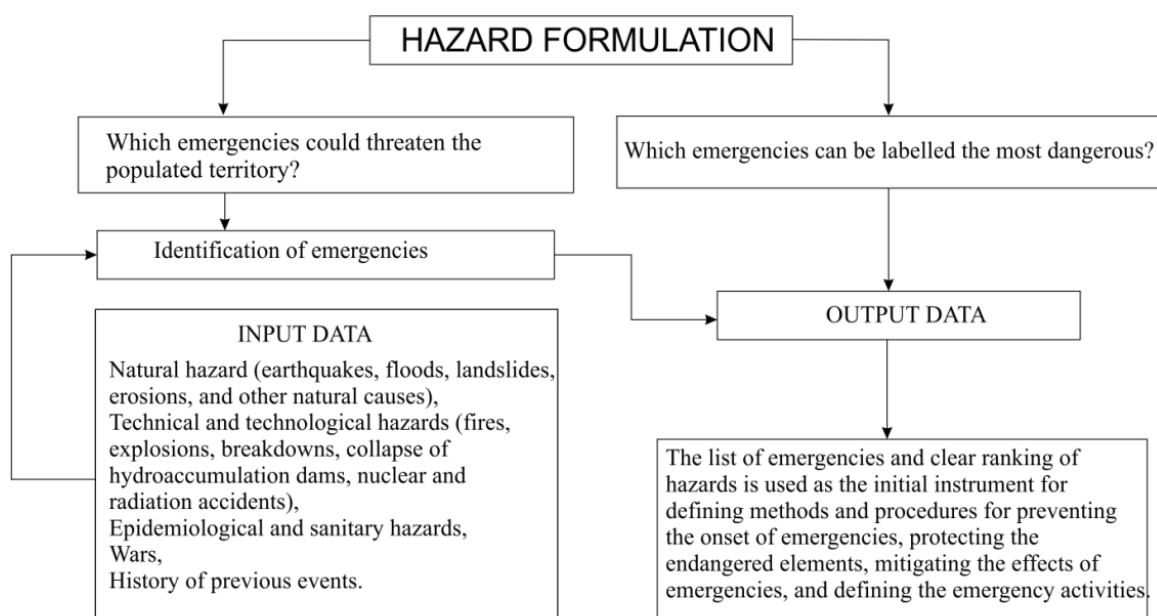 HAZARD FORMULATION
Which emergencies could threaten the
populated territory?
Which emergencies can be labelled the most dangerous?
Identification of emergencies
INPUT DATA
Natural hazard (earthquakes, floods, landslides,
erosions, and other natural causes),
Technical and technological hazards (fires,
explosions, breakdowns, collapse of
hydroaccumulation dams, nuclear and
radiation accidents),
Epidemiological and sanitary hazards,
Wars,
History of previous events.
OUTPUT DATA
The list of emergencies and clear ranking of
hazards is used as the initial instrument for
defining methods and procedures for preventing
the onset of emergencies, protecting the
endangered elements, mitigating the effects of
emergencies, and defining the emergency activities.